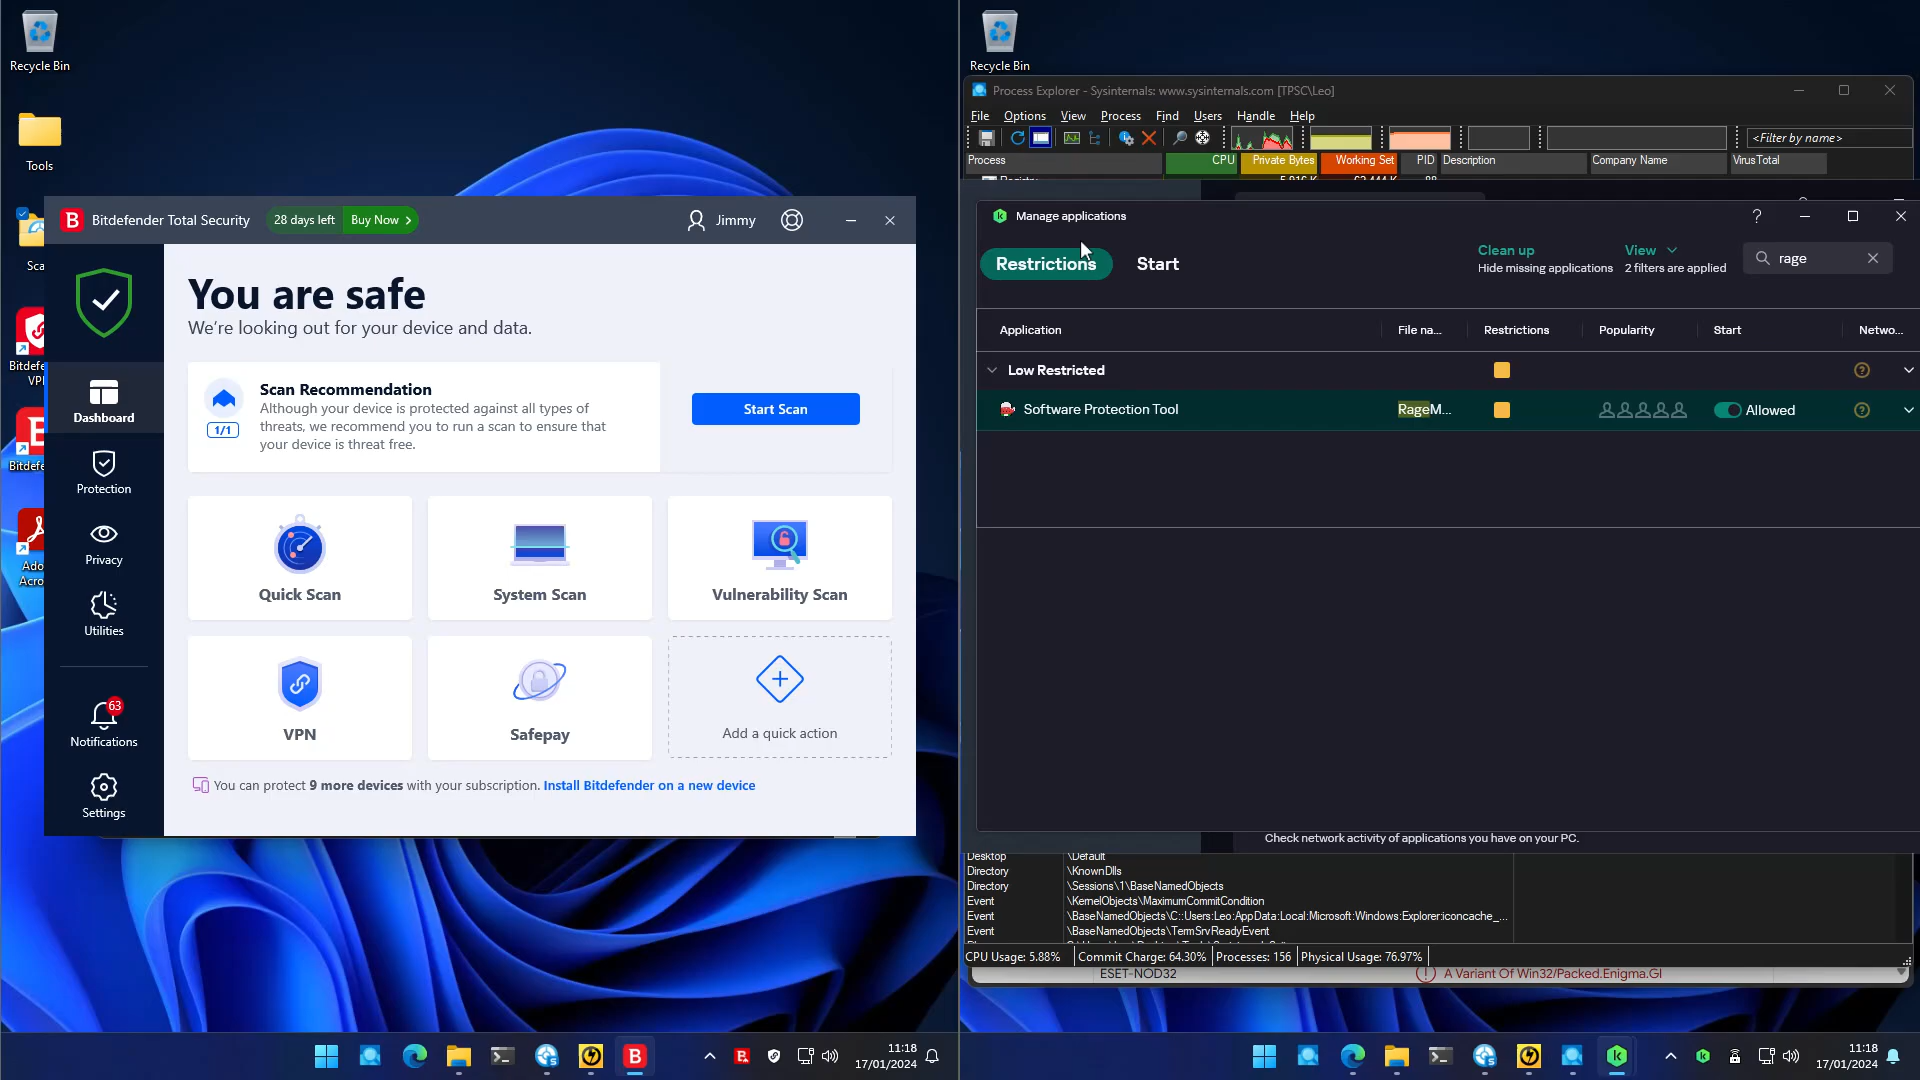 Recycle Bin
Tools
Sca
Bitdefe
VP
Bitdefe
Ado
Acro
Bitdefender Total Security
28 days left
Buy Now >
Jimmy
You are safe
We're looking out for your device and data.
Scan Recommendation
Although your device is protected against all types of
threats, we recommend you to run a scan to ensure that
your device is threat free.
1/1
Start Scan
Dashboard
Protection
Privacy
Utilities
63
Notifications
Settings
Quick Scan
System Scan
Vulnerability Scan
VPN
Safepay
Add a quick action
You can protect 9 more devices with your subscription. Install Bitdefender on a new device
11:18
17/01/2024
Recycle Bin
Process Explorer - Sysinternals: www.sysinternals.com [TPSC\Leo]
File Options View Process Find Users Handle Help
<Filter by name>
Process CPU Private Bytes Working Set PID Description Company Name VirusTotal
Manage applications
Restrictions
Start
Clean up
Hide missing applications
View
2 filters are applied
rage
Application File na... Restrictions Popularity Start Netwo...
Low Restricted
Software Protection Tool RageM... Allowed
Check network activity of applications you have on your PC.
Desktop \Default
Directory \KnownDlls
Directory \Sessions\1\BaseNamedObjects
Event \KernelObjects\MaximumCommitCondition
Event \BaseNamedObjects\C::Users:Leo:AppData:Local:Microsoft:Windows:Explorer:iconcache_...
Event \BaseNamedObjects\TermSrvReadyEvent
CPU Usage: 5.88% Commit Charge: 64.30% Processes: 156 Physical Usage: 76.97%
ESET-NOD32 A Variant Of Win32/Packed.Enigma.GI
11:18
17/01/2024